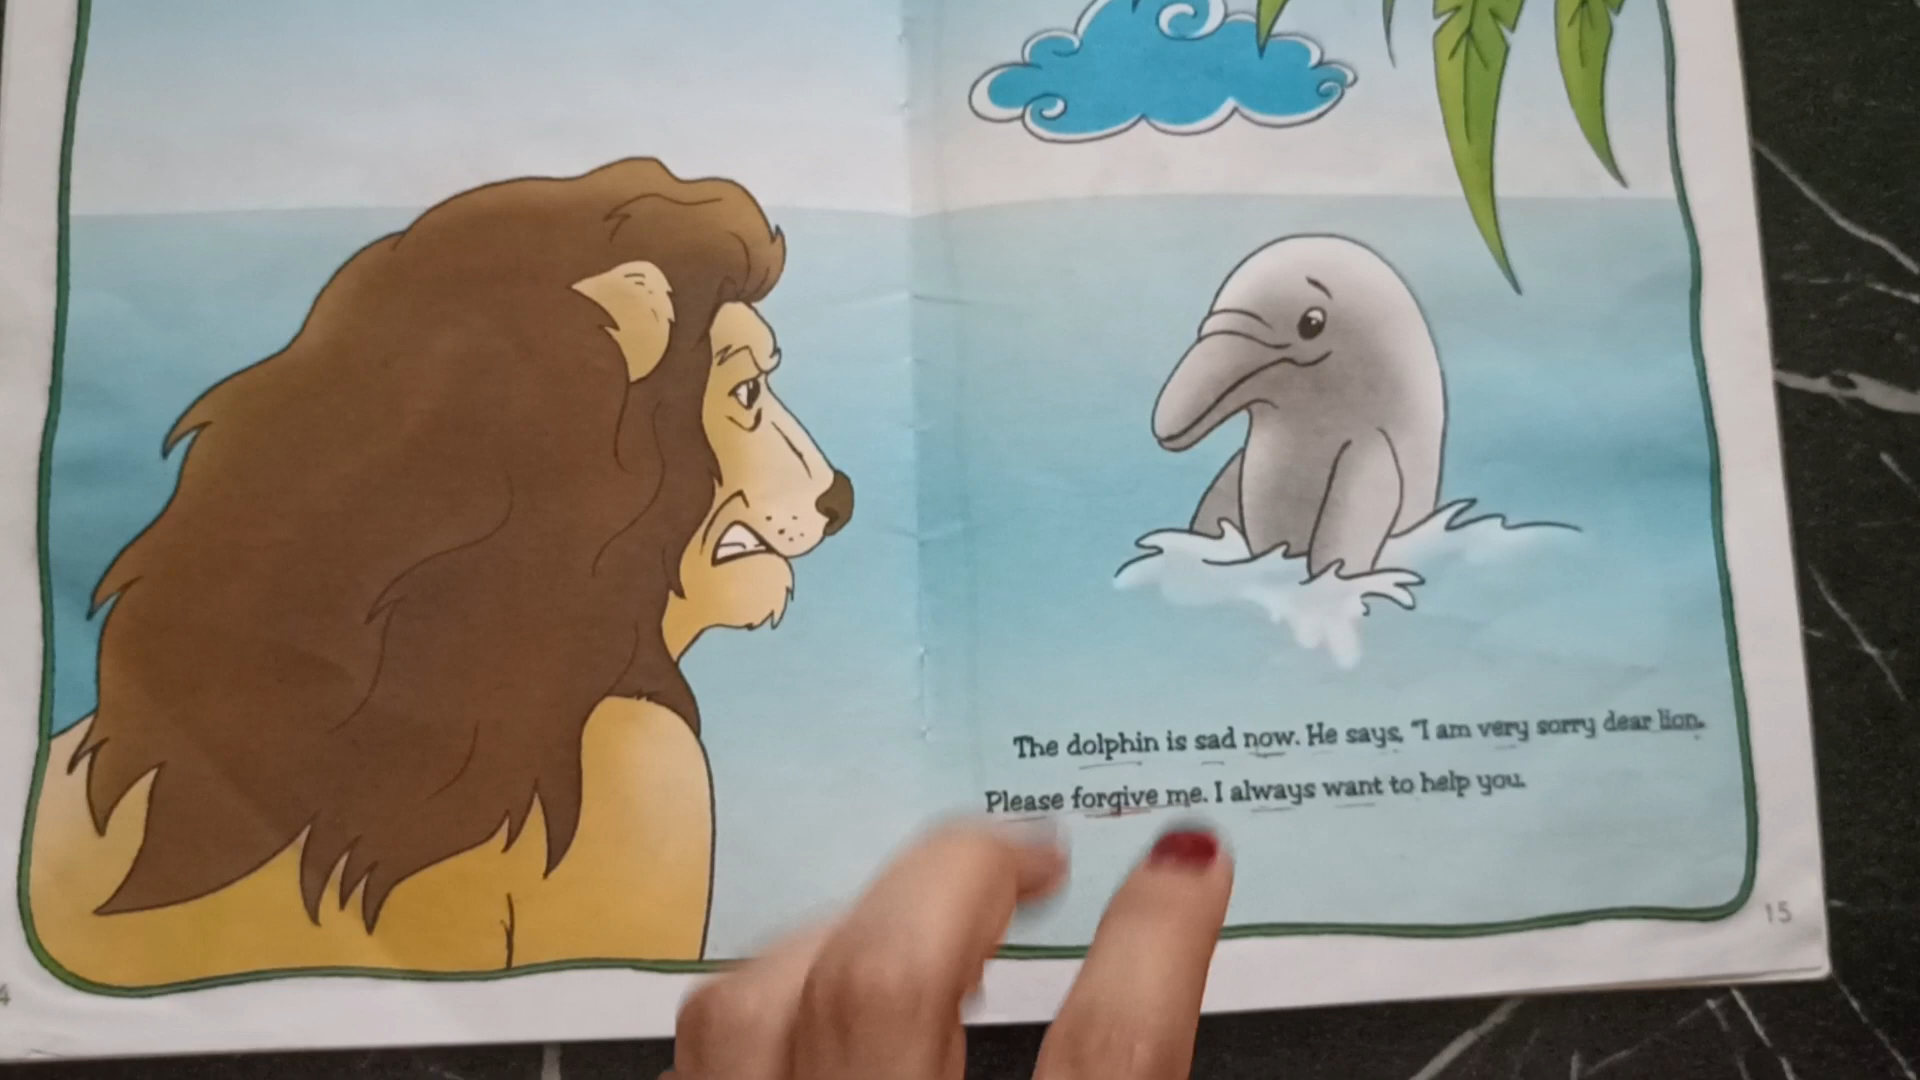 The dolphin is sad now. He says, "I am very sorry dear lion.
Please forgive me. I always want to help you.
15
4